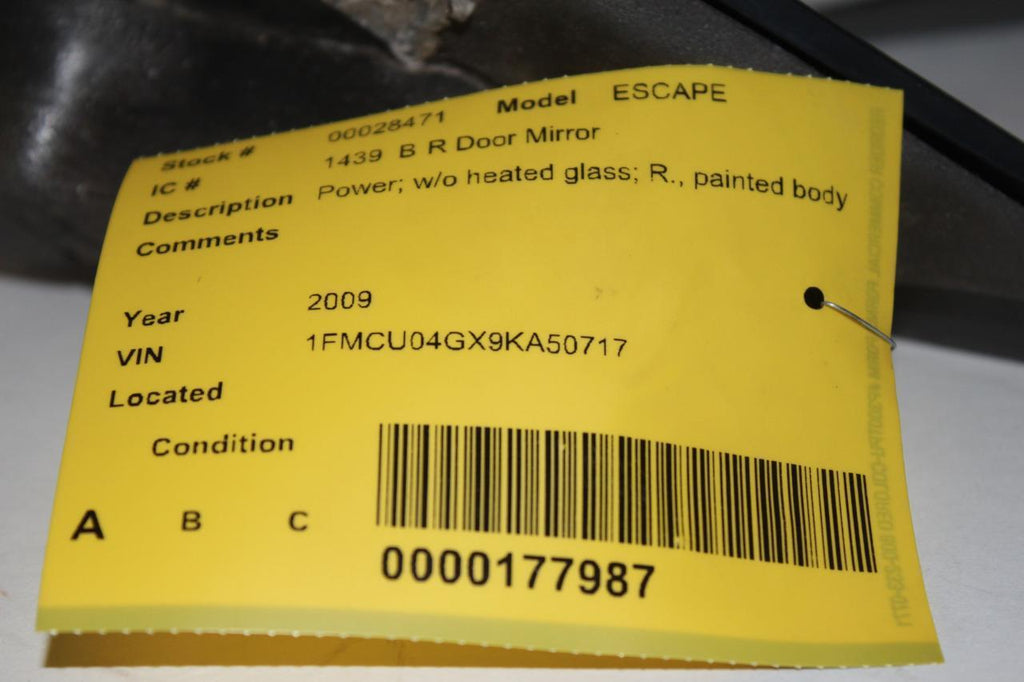 Stock # 00028471 Model ESCAPE
IC # 1439 B R Door Mirror
Description Power; w/o heated glass; R., painted body
Comments
Year 2009
VIN 1FMCU04GX9KA50717
Located
Condition
A B C
0000177987